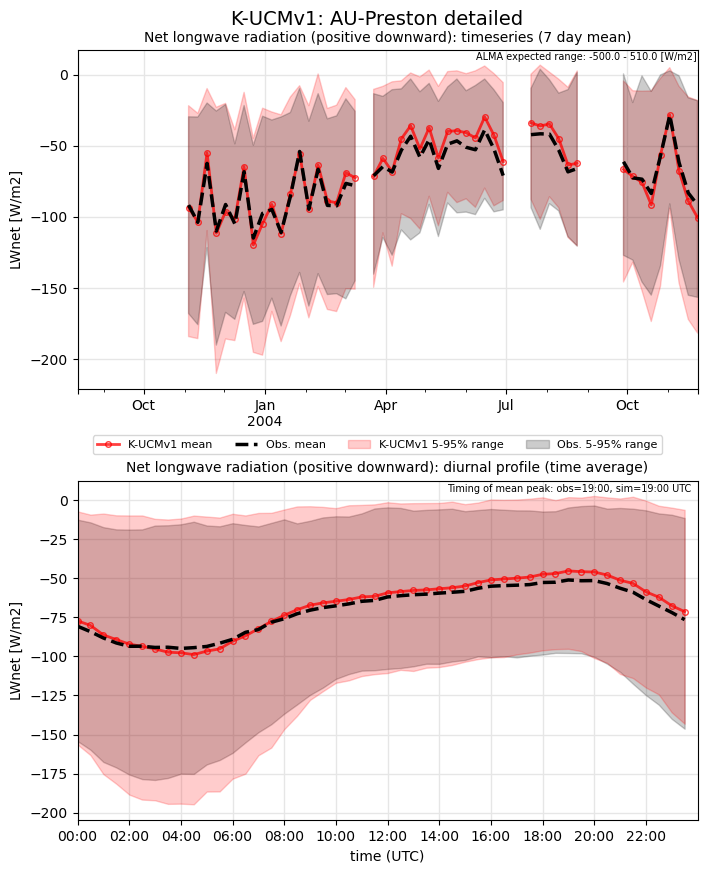 K-UCMv1: AU-Preston detailed
Net longwave radiation (positive downward): timeseries (7 day mean)
ALMA expected range: -500.0 - 510.0 [W/m2]
0
−50
−100
−150
−200
LWnet [W/m2]
Oct
Jan
2004
Apr
Jul
Oct
K-UCMv1 mean
Obs. mean
K-UCMv1 5-95% range
Obs. 5-95% range
Net longwave radiation (positive downward): diurnal profile (time average)
Timing of mean peak: obs=19:00, sim=19:00 UTC
0
−25
−50
−75
−100
−125
−150
−175
−200
LWnet [W/m2]
00:00
02:00
04:00
06:00
08:00
10:00
12:00
14:00
16:00
18:00
20:00
22:00
time (UTC)